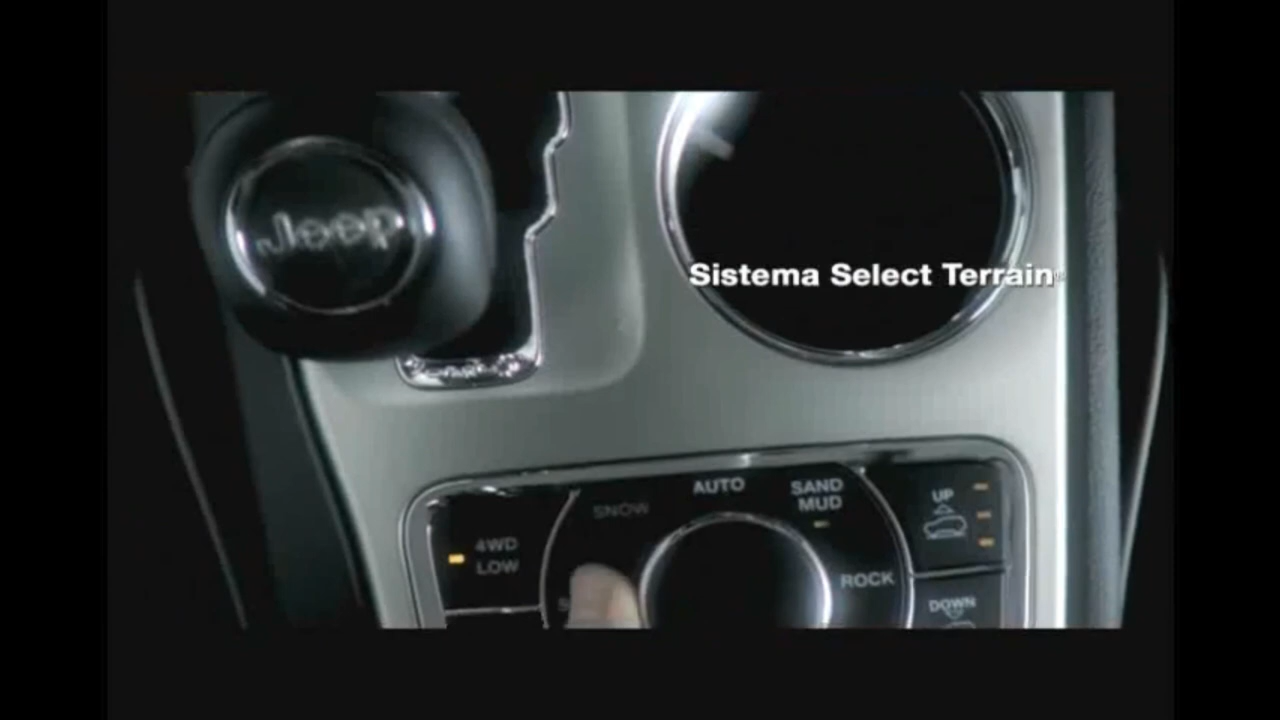 Jeep
Sistema Select Terrain
SNOW
AUTO
SAND
MUD
4WD
LOW
ROCK
UP
DOWN